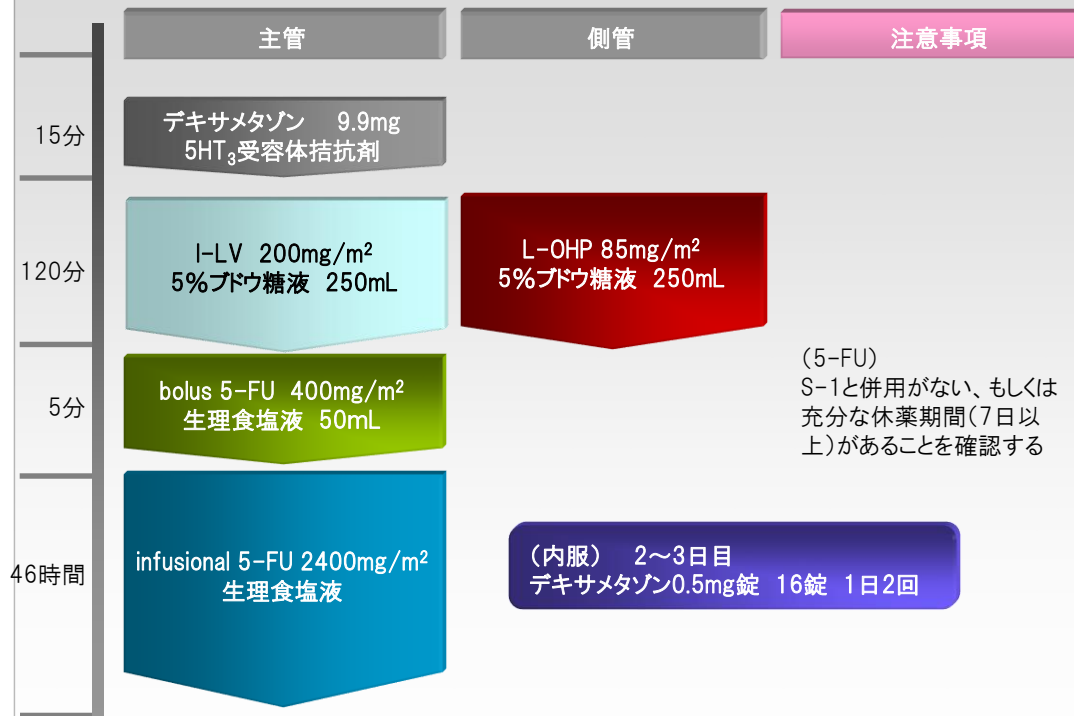 主管
側管
注意事項
15分
デキサメタゾン 9.9mg
5HT₃受容体拮抗剤
120分
l-LV 200mg/m²
5%ブドウ糖液 250mL
L-OHP 85mg/m²
5%ブドウ糖液 250mL
5分
bolus 5-FU 400mg/m²
生理食塩液 50mL
(5-FU)
S-1と併用がない、もしくは
充分な休薬期間(7日以
上)があることを確認する
46時間
infusional 5-FU 2400mg/m²
生理食塩液
(内服) 2~3日目
デキサメタゾン0.5mg錠 16錠 1日2回